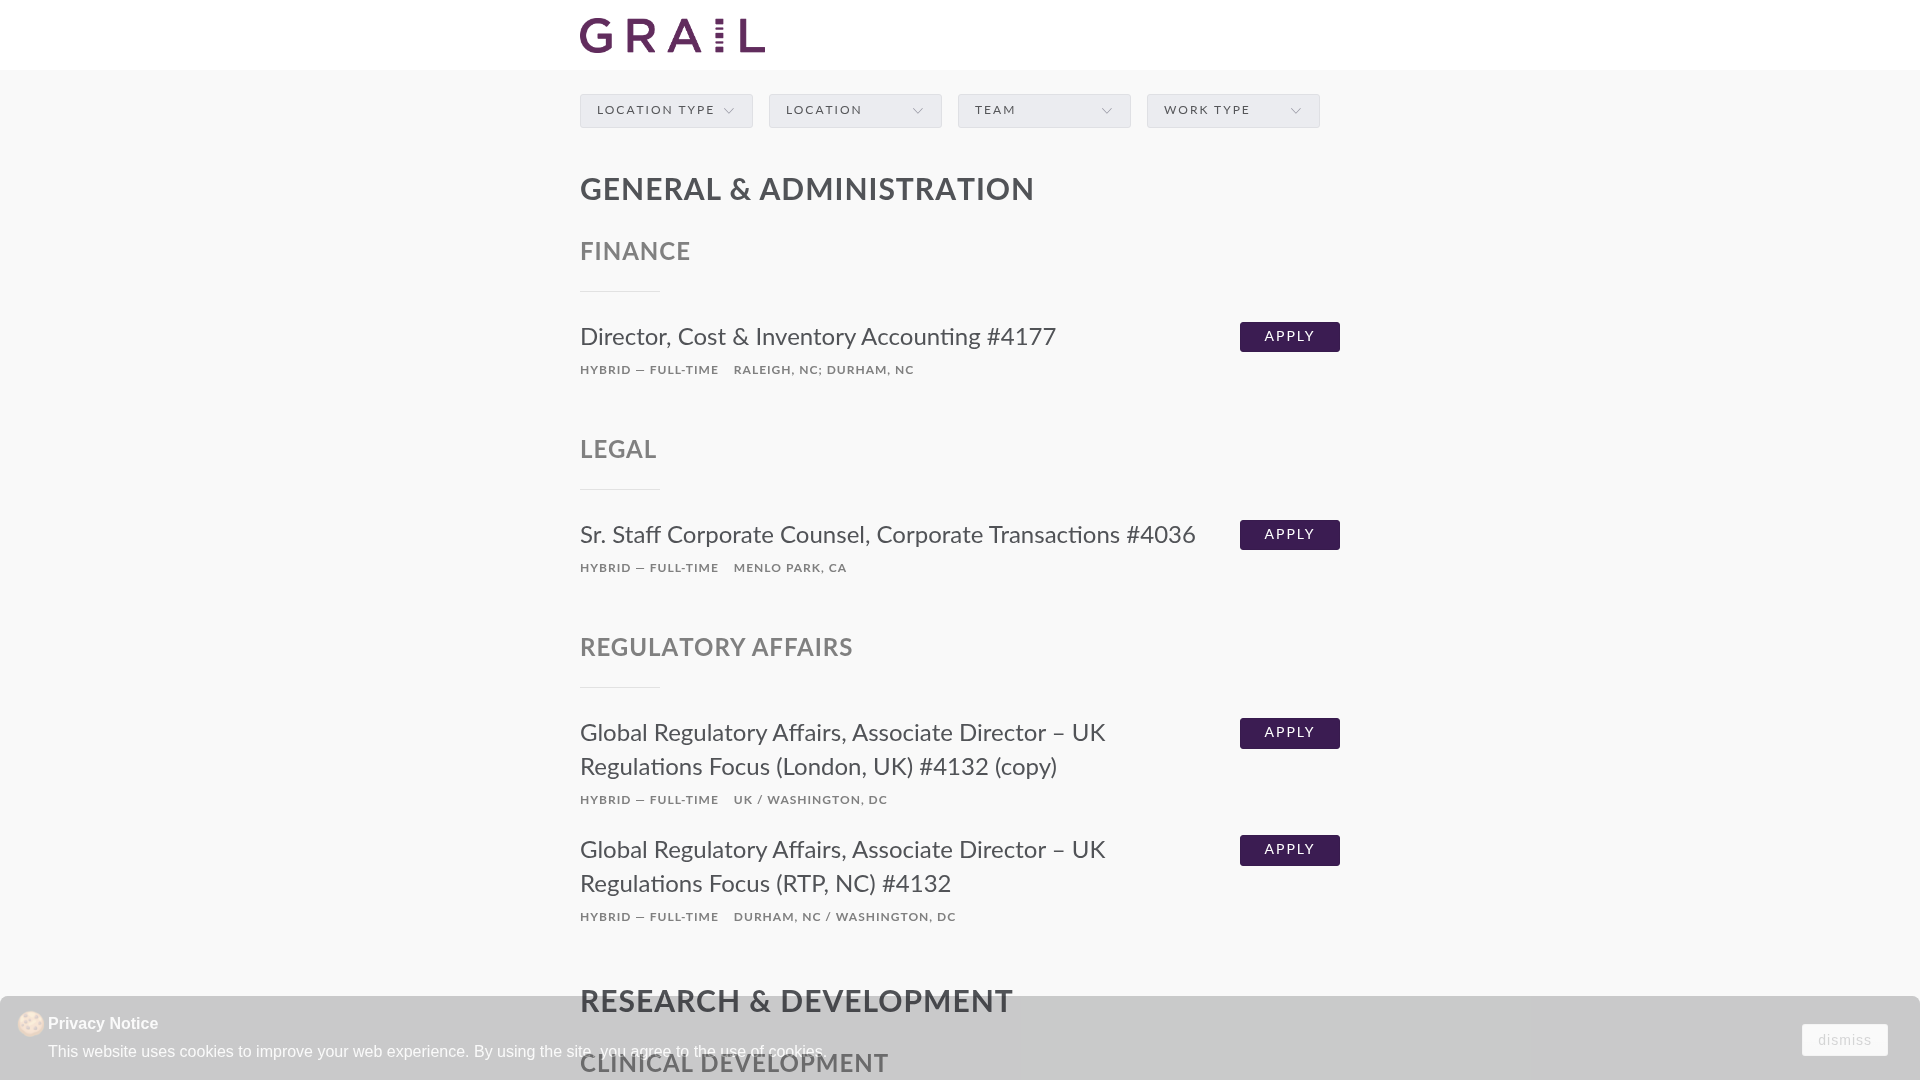 GRAIL
LOCATION TYPE
LOCATION
TEAM
WORK TYPE
GENERAL & ADMINISTRATION
FINANCE
Director, Cost & Inventory Accounting #4177
APPLY
HYBRID — FULL-TIME RALEIGH, NC; DURHAM, NC
LEGAL
Sr. Staff Corporate Counsel, Corporate Transactions #4036
APPLY
HYBRID — FULL-TIME MENLO PARK, CA
REGULATORY AFFAIRS
Global Regulatory Affairs, Associate Director – UK
Regulations Focus (London, UK) #4132 (copy)
APPLY
HYBRID — FULL-TIME UK / WASHINGTON, DC
Global Regulatory Affairs, Associate Director – UK
Regulations Focus (RTP, NC) #4132
APPLY
HYBRID — FULL-TIME DURHAM, NC / WASHINGTON, DC
RESEARCH & DEVELOPMENT
CLINICAL DEVELOPMENT
Privacy Notice
This website uses cookies to improve your web experience. By using the site, you agree to the use of cookies.
dismiss